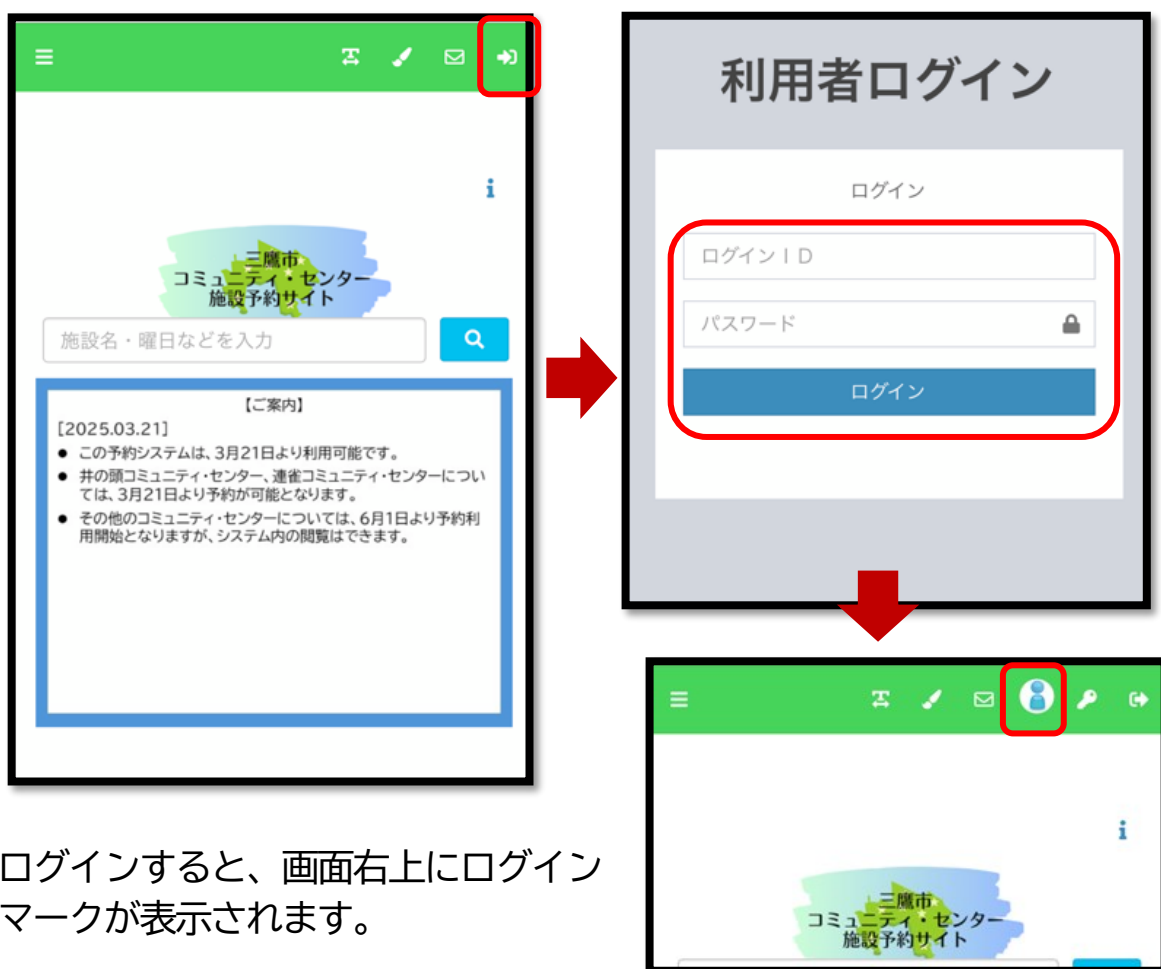 三鷹市
コミュニティ・センター
施設予約サイト
施設名・曜日などを入力
【ご案内】
[2025.03.21]
● この予約システムは、3月21日より利用可能です。
● 井の頭コミュニティ・センター、連雀コミュニティ・センターについ
ては、3月21日より予約が可能となります。
● その他のコミュニティ・センターについては、6月1日より予約利
用開始となりますが、システム内の閲覧はできます。
利用者ログイン
ログイン
ログインＩＤ
パスワード
ログイン
ログインすると、画面右上にログイン
マークが表示されます。
三鷹市
コミュニティ・センター
施設予約サイト